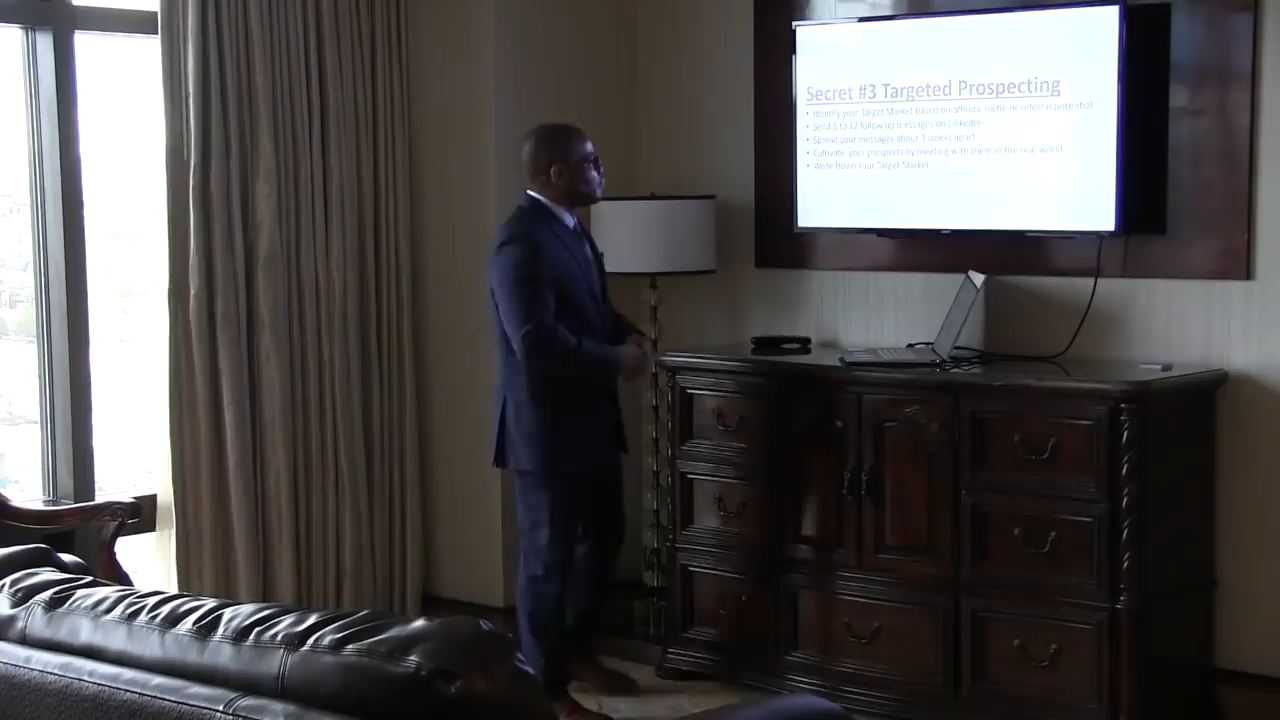 Secret #3 Targeted Prospecting
• Identify your Target Market based on affinity, niche or referral potential
• Send 5 to 12 follow up messages on LinkedIn
• Spread your messages about 3 weeks apart
• Cultivate your prospects by meeting with them in the real world
• Write Down Your Target Market